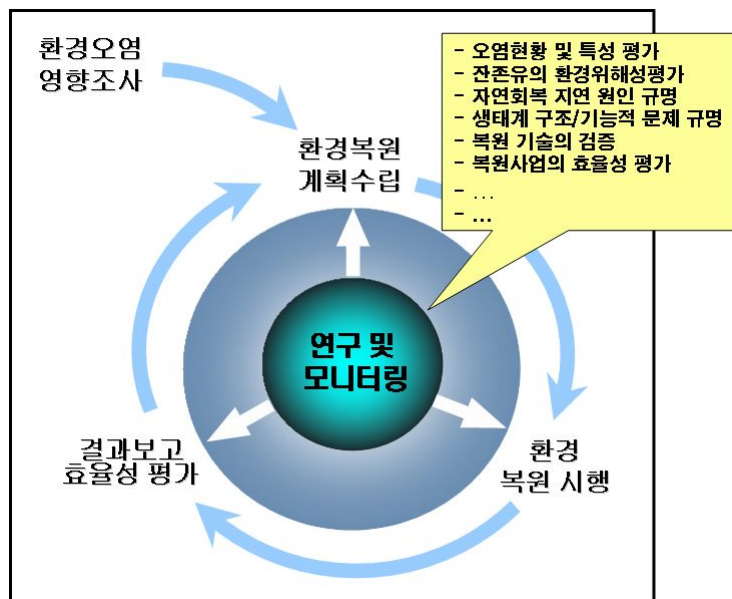 환경오염
영향조사
환경복원
계획수립
- 오염현황 및 특성 평가
- 잔존유의 환경위해성평가
- 자연회복 지연 원인 규명
- 생태계 구조/기능적 문제 규명
- 복원 기술의 검증
- 복원사업의 효율성 평가
- ...
- ...
연구 및
모니터링
결과보고
효율성 평가
환경
복원 시행